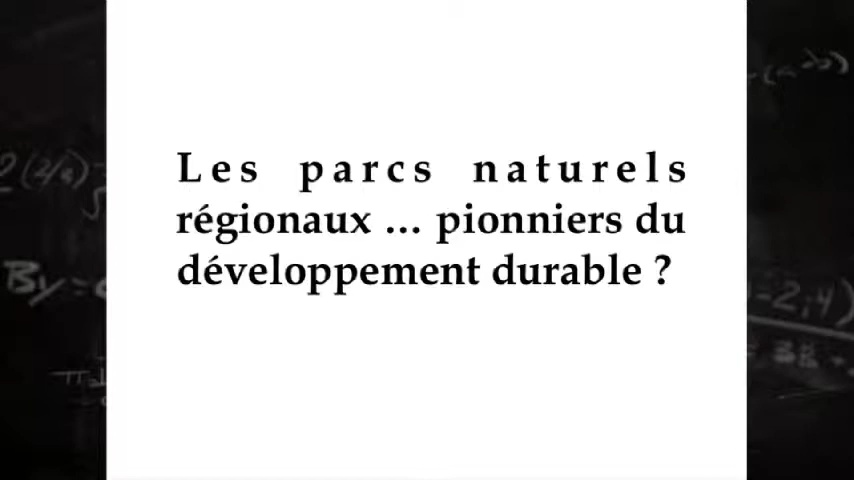 Les parcs naturels
régionaux ... pionniers du
développement durable ?